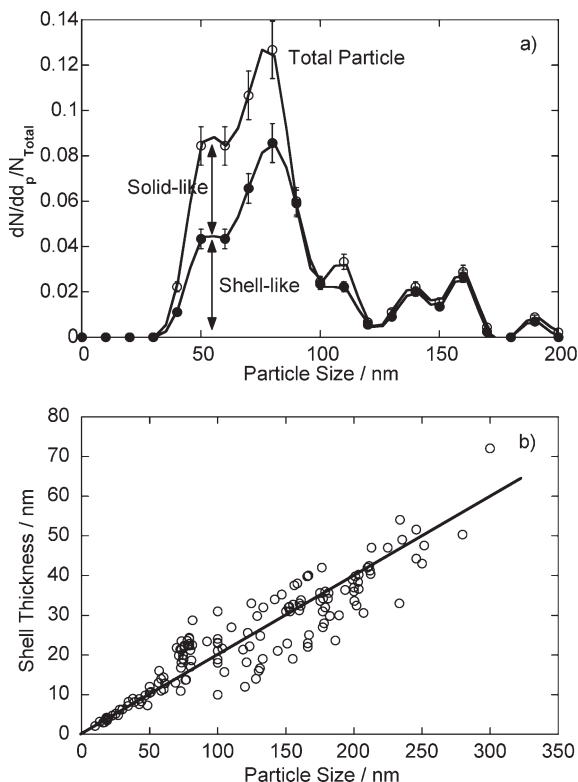 a)
0.14
0.12
0.1
0.08
0.06
0.04
0.02
0
dN/dd_p/N_Total
Total Particle
Solid-like
Shell-like
0 50 100 150 200
Particle Size / nm
b)
80
70
60
50
40
30
20
10
0
Shell Thickness / nm
0 50 100 150 200 250 300 350
Particle Size / nm